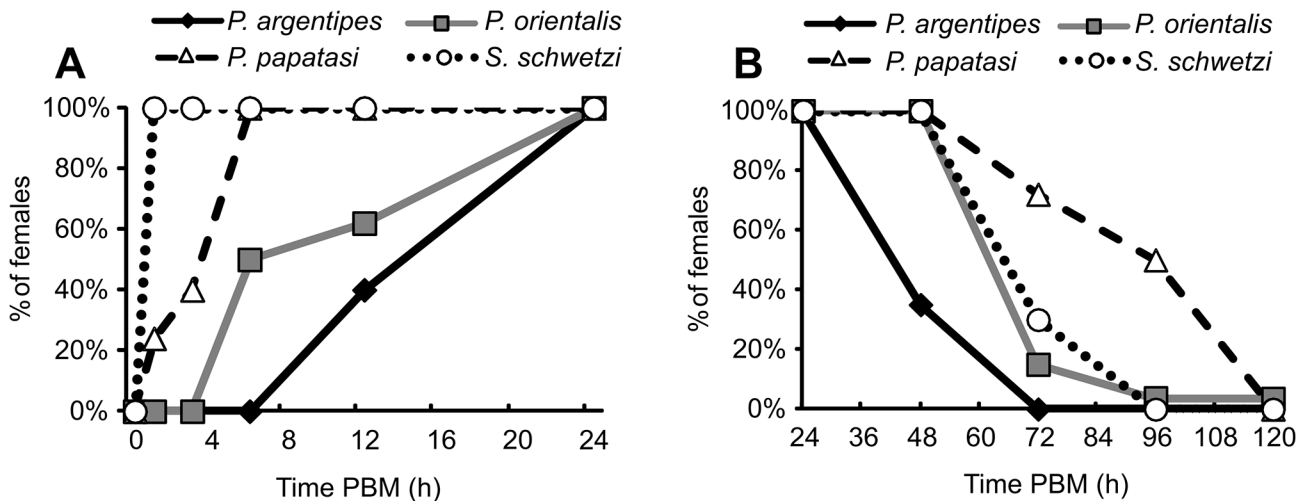 A
P. argentipes P. orientalis
P. papatasi S. schwetzi
100%
80%
60%
40%
20%
0%
% of females
0 4 8 12 16 20 24
Time PBM (h)
B
P. argentipes P. orientalis
P. papatasi S. schwetzi
100%
80%
60%
40%
20%
0%
% of females
24 36 48 60 72 84 96 108 120
Time PBM (h)